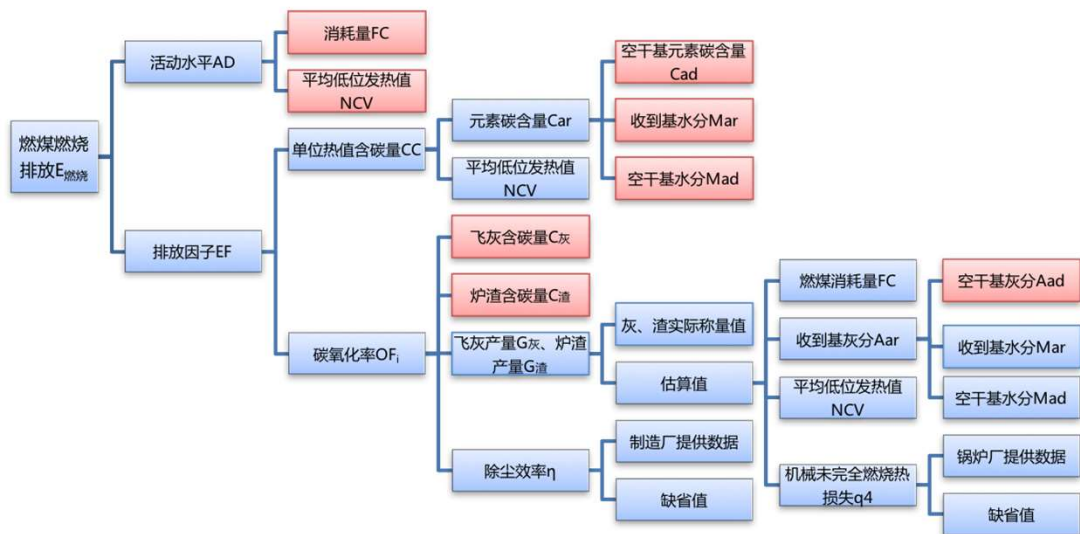 燃煤燃烧
排放E燃烧
活动水平AD
消耗量FC
平均低位发热值
NCV
排放因子EF
单位热值含碳量CC
元素碳含量Car
空干基元素碳含量
Cad
收到基水分Mar
空干基水分Mad
平均低位发热值
NCV
碳氧化率OFi
飞灰含碳量C灰
炉渣含碳量C渣
飞灰产量G灰、炉渣
产量G渣
灰、渣实际称量值
估算值
燃煤消耗量FC
收到基灰分Aar
空干基灰分Aad
收到基水分Mar
空干基水分Mad
平均低位发热值
NCV
机械未完全燃烧热
损失q4
锅炉厂提供数据
缺省值
除尘效率η
制造厂提供数据
缺省值